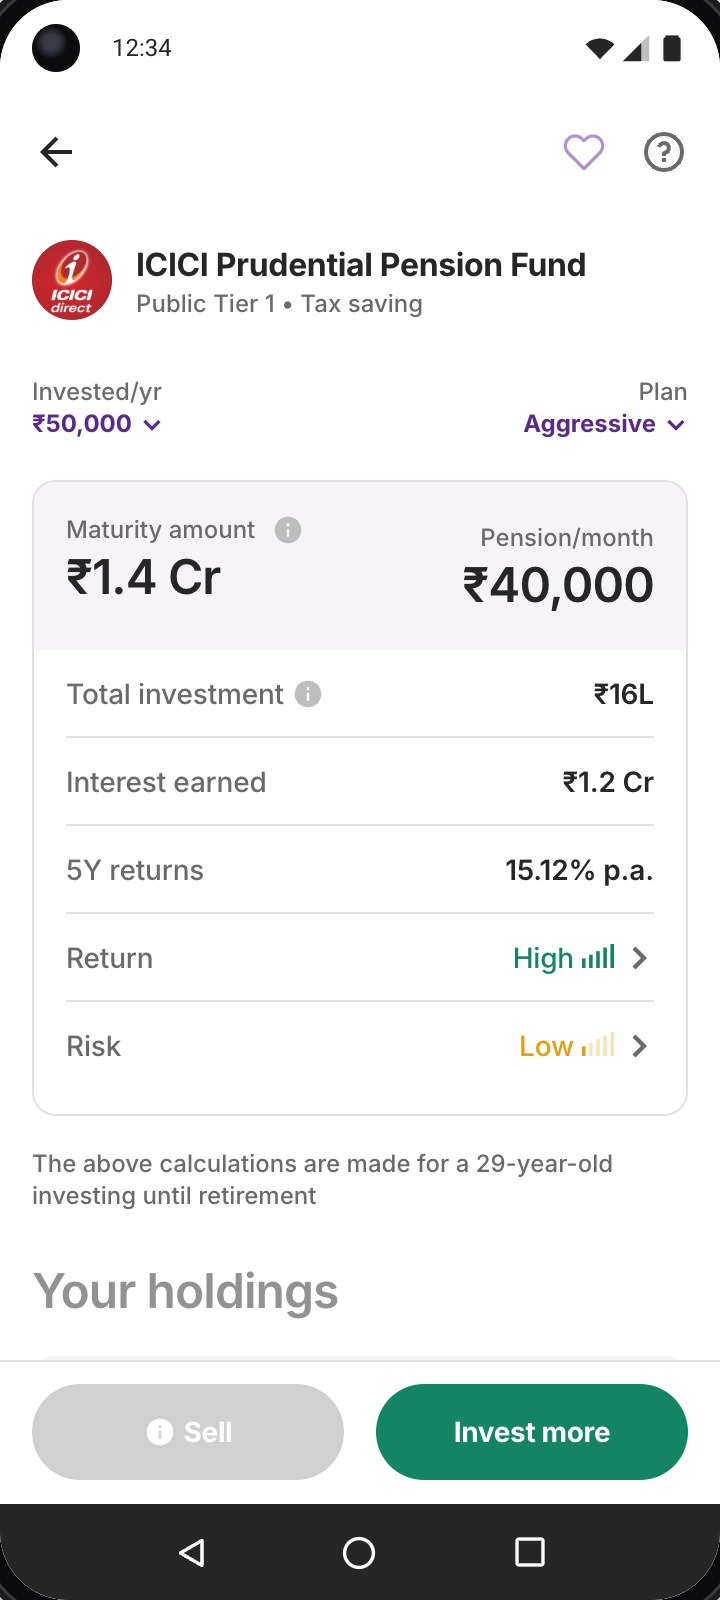 12:34
ICICI direct
ICICI Prudential Pension Fund
Public Tier 1 • Tax saving
Invested/yr
₹50,000
Plan
Aggressive
Maturity amount
₹1.4 Cr
Pension/month
₹40,000
Total investment
₹16L
Interest earned
₹1.2 Cr
5Y returns
15.12% p.a.
Return
High
Risk
Low
The above calculations are made for a 29-year-old
investing until retirement
Your holdings
Sell
Invest more